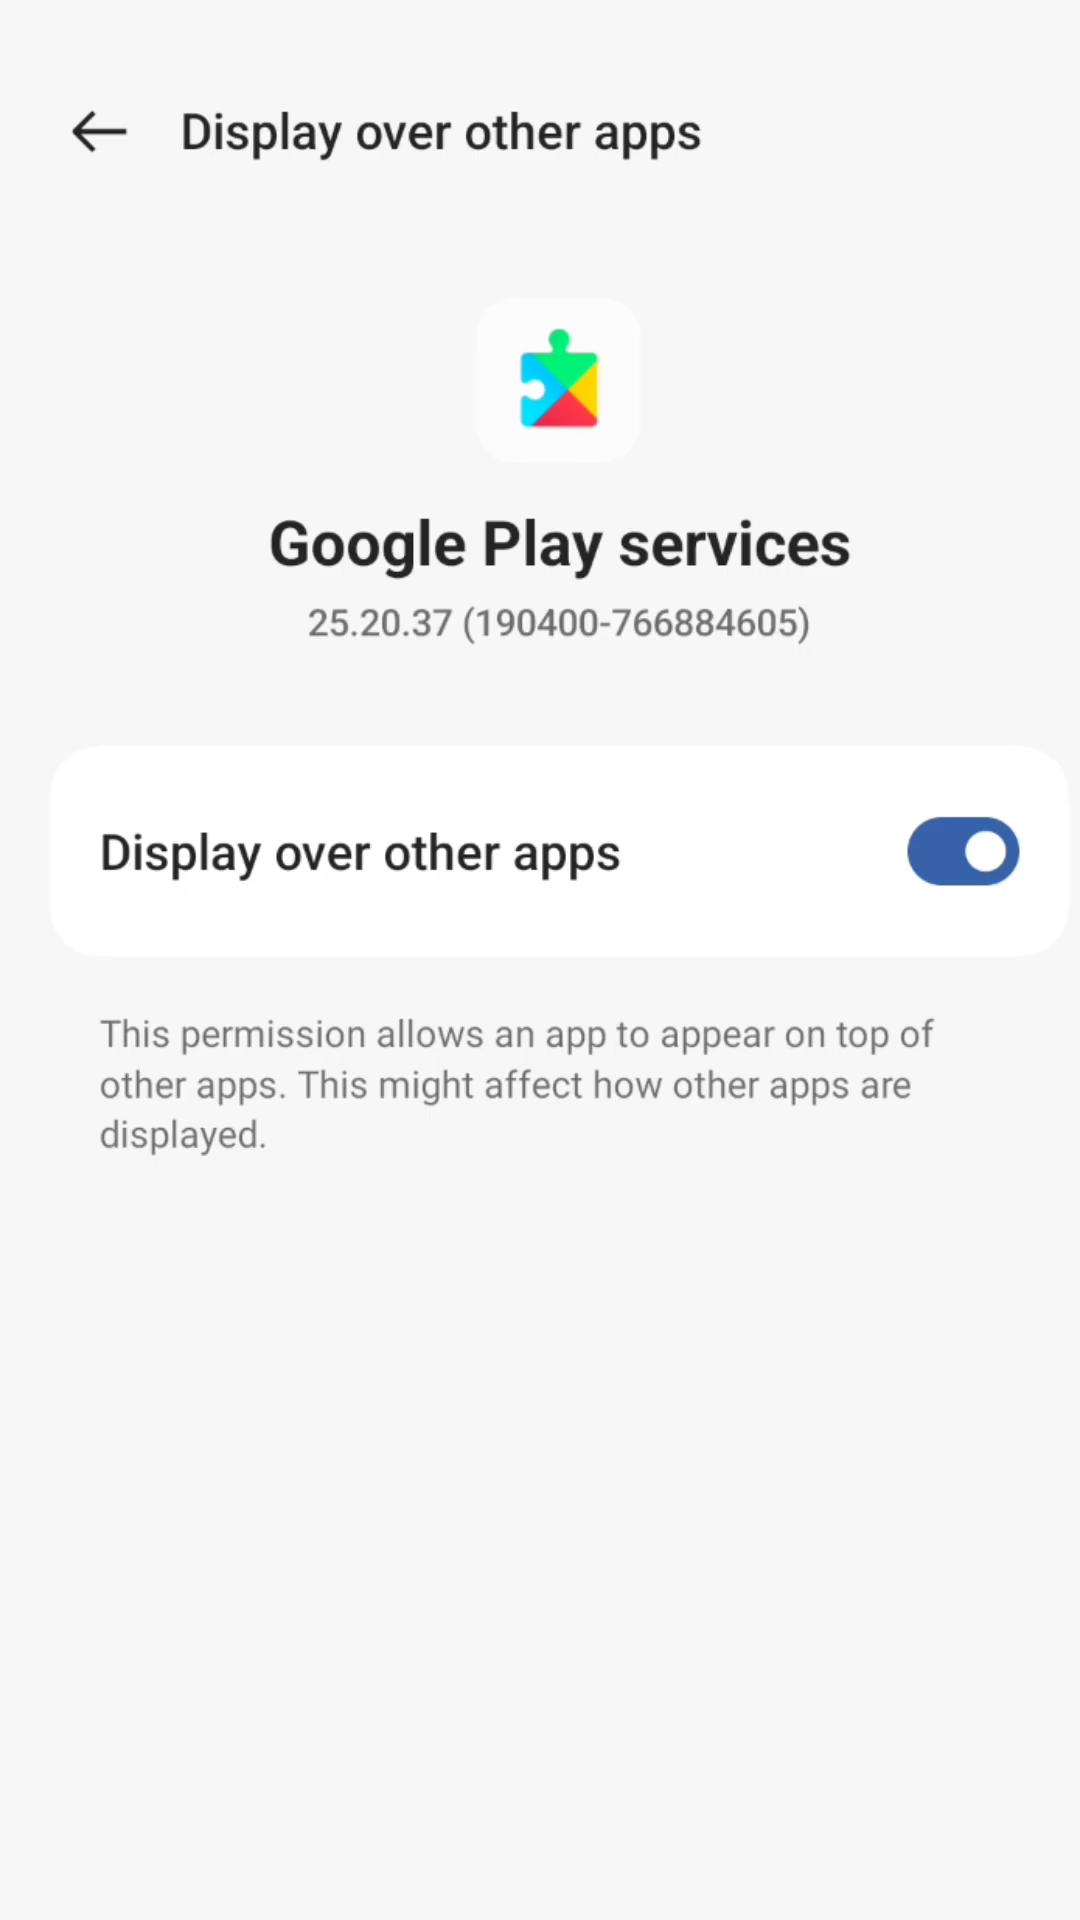 Display over other apps
Google Play services
25.20.37 (190400-766884605)
Display over other apps
This permission allows an app to appear on top of
other apps. This might affect how other apps are
displayed.